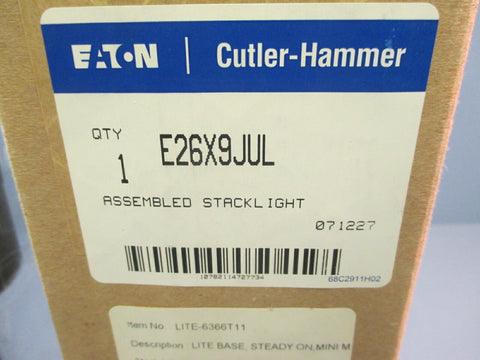 EATON | Cutler-Hammer
QTY
1 E26X9JUL
ASSEMBLED STACKLIGHT
071227
10782114707734
68C2911H02
Item No. LITE-6366T11
Description : LITE BASE, STEADY ON,MINI M